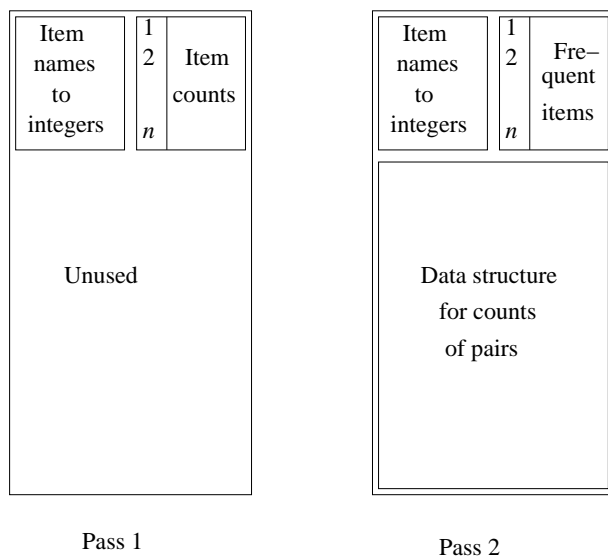 Item
names
to
integers
1
2
n
Item
counts
Unused
Pass 1
Item
names
to
integers
1
2
n
Fre–
quent
items
Data structure
for counts
of pairs
Pass 2